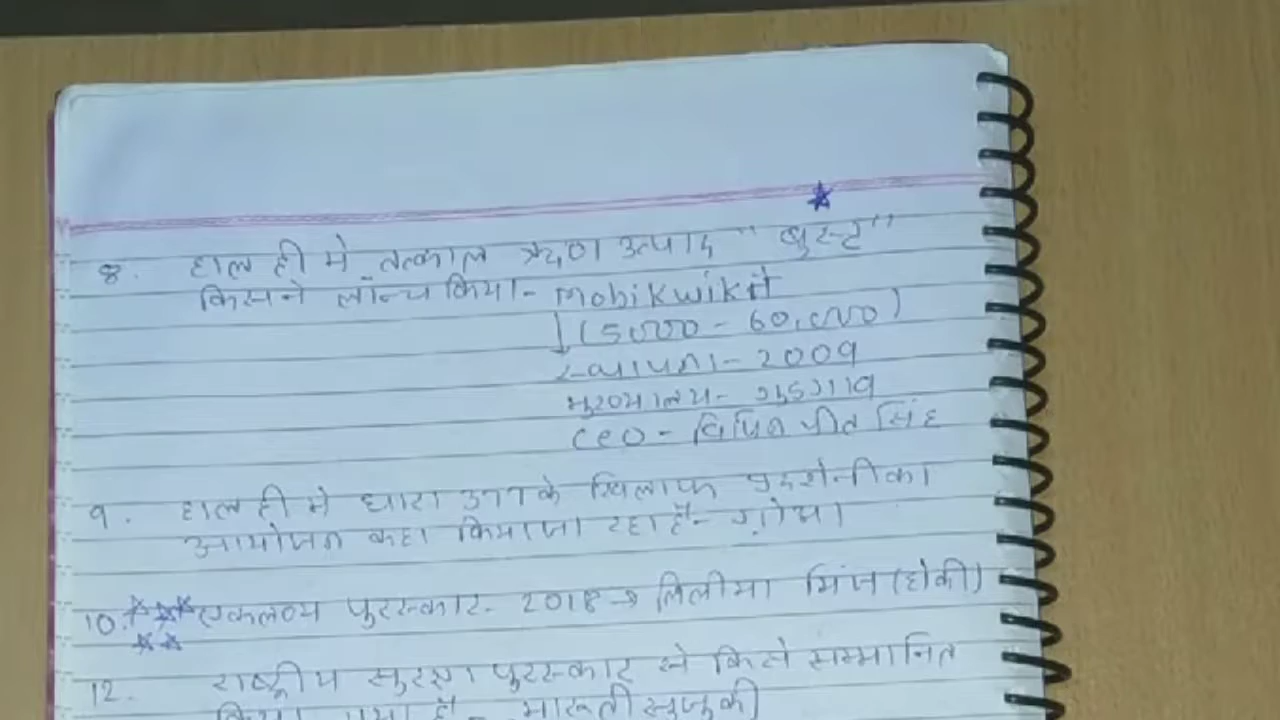 8. हाल ही मे तत्काल ऋण उत्पाद " बुस्ट"
किसने लॉन्च किया- Mobikwik
(5000 - 60,000)
स्थापना- 2009
मुख्यालय- गुडगाव
CEO - विपिन प्रीत सिंह
9. हाल ही मे धारा 377 के खिलाफ प्रदर्शनी का
आयोजन कहा किया जा रहा है- गोवा
10. एकलव्य पुरस्कार- 2018 → लिलीमा मिंज (हॉकी)
12. राष्ट्रीय सुरक्षा पुरस्कार से किसे सम्मानित
किया गया है - मारूती सुजुकी